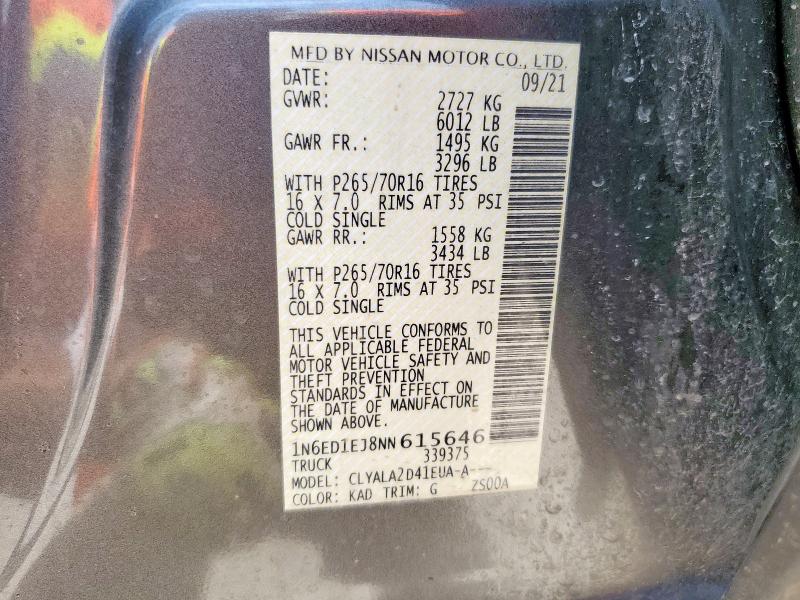 MFD BY NISSAN MOTOR CO., LTD.
DATE: 09/21
GVWR: 2727 KG
6012 LB
GAWR FR.: 1495 KG
3296 LB
WITH P265/70R16 TIRES
16 X 7.0 RIMS AT 35 PSI
COLD SINGLE
GAWR RR.: 1558 KG
3434 LB
WITH P265/70R16 TIRES
16 X 7.0 RIMS AT 35 PSI
COLD SINGLE
THIS VEHICLE CONFORMS TO
ALL APPLICABLE FEDERAL
MOTOR VEHICLE SAFETY AND
THEFT PREVENTION
STANDARDS IN EFFECT ON
THE DATE OF MANUFACTURE
SHOWN ABOVE.
1N6ED1EJ8NN615646
TRUCK 339375
MODEL: CLYALA2D41EUA-A---
COLOR: KAD TRIM: G ZS00A